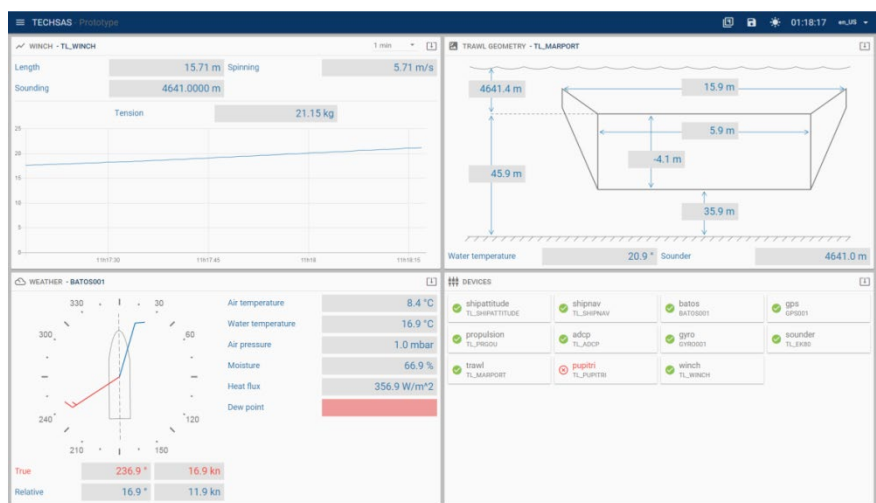 TECHSAS Prototype 01:18:17 en_US
WINCH - TL_WINCH 1 min
Length 15.71 m Spinning 5.71 m/s
Sounding 4641.0000 m
Tension 21.15 kg
25
20
15
10
5
0
11h17:30 11h17:45 11h18 11h18:15
TRAWL GEOMETRY - TL_MARPORT
4641.4 m 15.9 m
5.9 m
-4.1 m
45.9 m
35.9 m
Water temperature 20.9 ° Sounder 4641.0 m
WEATHER - BATOS001
330 30
300 60
240 120
210 150
True 236.9 ° 16.9 kn
Relative 16.9 ° 11.9 kn
Air temperature 8.4 °C
Water temperature 16.9 °C
Air pressure 1.0 mbar
Moisture 66.9 %
Heat flux 356.9 W/m^2
Dew point
DEVICES
shipattitude shipnav batos gps
TL_SHIPATTITUDE TL_SHIPNAV BATOS001 GPS001
propulsion adcp gyro sounder
TL_PRGOU TL_ADCP GYRO001 TL_EK80
trawl pupitri winch
TL_MARPORT TL_PUPITRI TL_WINCH